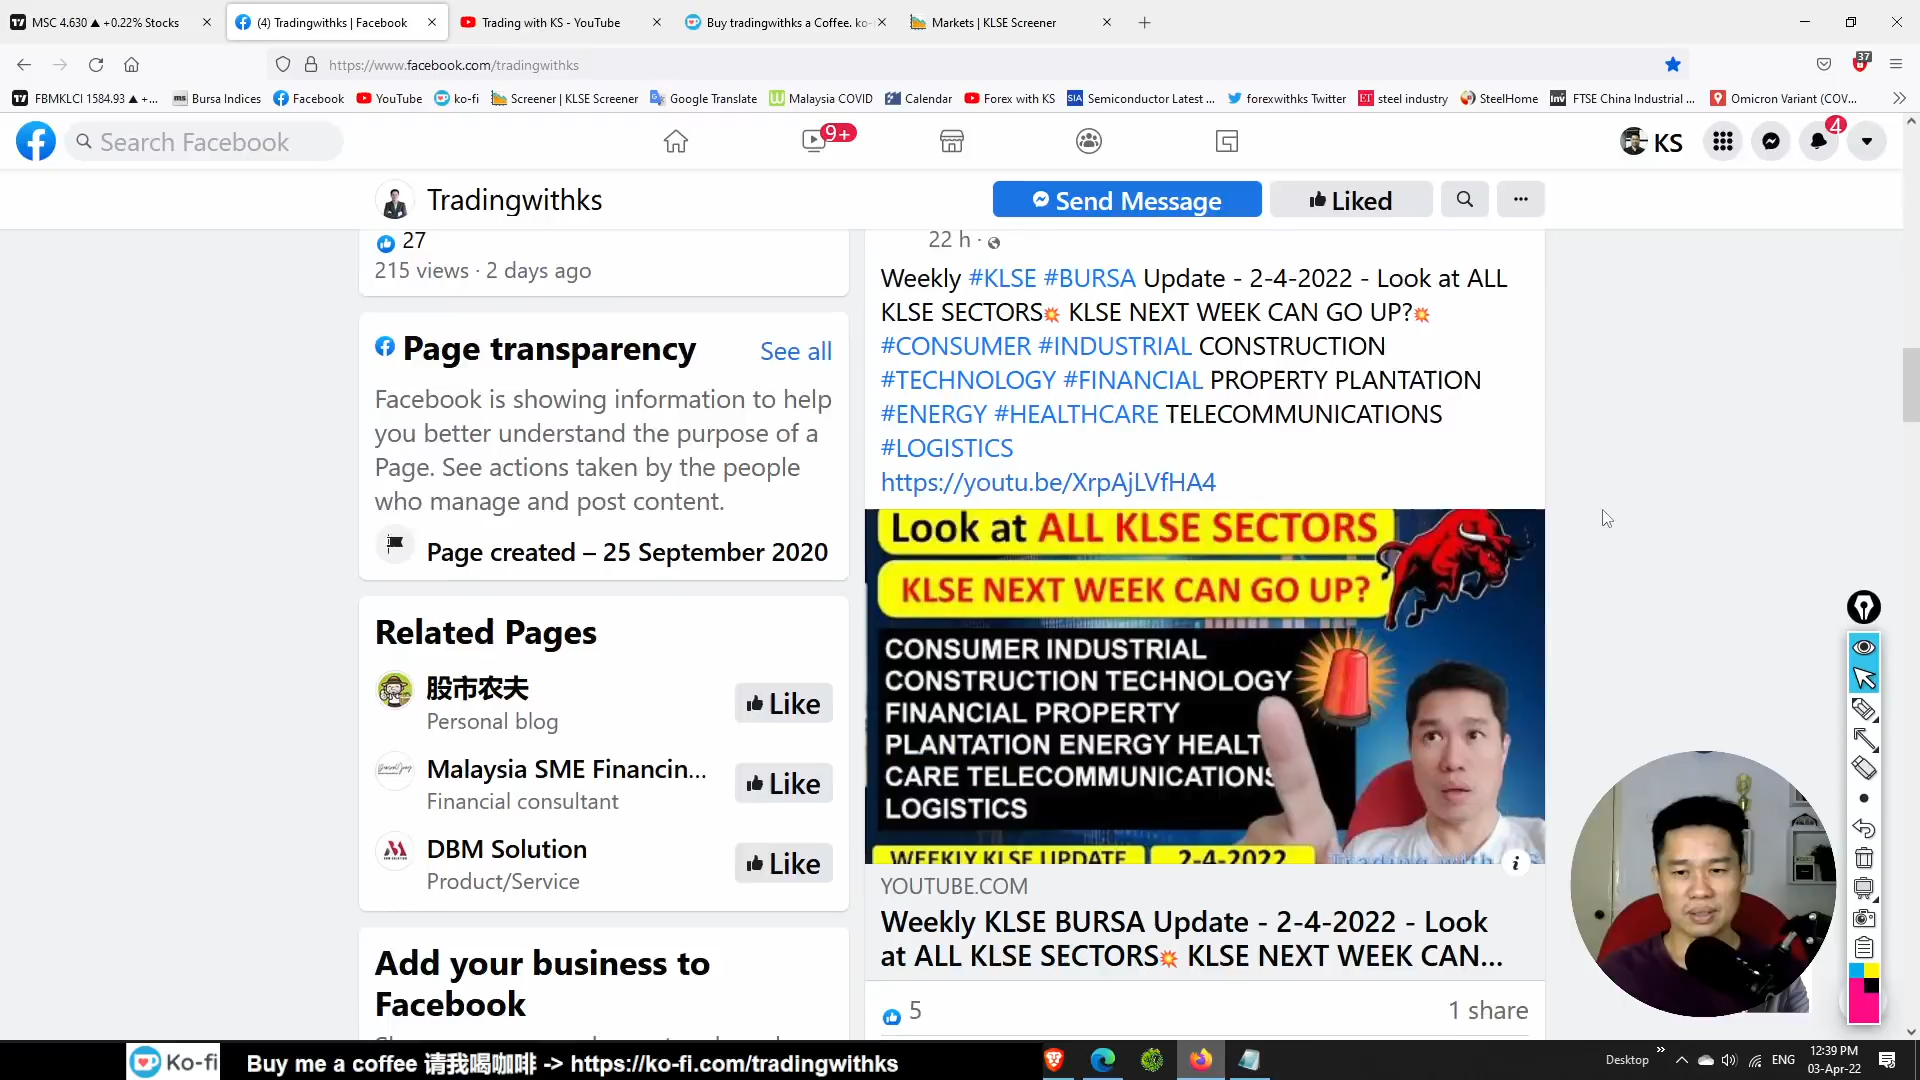 MSC 4.630 ▲ +0.22% Stocks
(4) Tradingwithks | Facebook
Trading with KS - YouTube
Buy tradingwithks a Coffee. ko-
Markets | KLSE Screener
https://www.facebook.com/tradingwithks
37
FBMKLCI 1584.93 ▲ +...
Bursa Indices
Facebook
YouTube
ko-fi
Screener | KLSE Screener
Google Translate
Malaysia COVID
Calendar
Forex with KS
SIA Semiconductor Latest ...
forexwithks Twitter
ET steel industry
SteelHome
Inv FTSE China Industrial ...
Omicron Variant (COV...
Search Facebook
9+
KS
4
Tradingwithks
Send Message
Liked
27
215 views · 2 days ago
Page transparency
See all
Facebook is showing information to help
you better understand the purpose of a
Page. See actions taken by the people
who manage and post content.
Page created – 25 September 2020
Related Pages
股市农夫
Personal blog
Like
Malaysia SME Financin...
Financial consultant
Like
DBM Solution
Product/Service
Like
Add your business to
Facebook
22 h ·
Weekly #KLSE #BURSA Update - 2-4-2022 - Look at ALL
KLSE SECTORS💥 KLSE NEXT WEEK CAN GO UP?💥
#CONSUMER #INDUSTRIAL CONSTRUCTION
#TECHNOLOGY #FINANCIAL PROPERTY PLANTATION
#ENERGY #HEALTHCARE TELECOMMUNICATIONS
#LOGISTICS
https://youtu.be/XrpAjLVfHA4
Look at ALL KLSE SECTORS
KLSE NEXT WEEK CAN GO UP?
CONSUMER INDUSTRIAL
CONSTRUCTION TECHNOLOGY
FINANCIAL PROPERTY
PLANTATION ENERGY HEALT
CARE TELECOMMUNICATIONS
LOGISTICS
WEEKLY KLSE UPDATE
2-4-2022
YOUTUBE.COM
Weekly KLSE BURSA Update - 2-4-2022 - Look
at ALL KLSE SECTORS💥 KLSE NEXT WEEK CAN...
5
1 share
Ko-fi
Buy me a coffee 请我喝咖啡 -> https://ko-fi.com/tradingwithks
Desktop
ENG
12:39 PM
03-Apr-22